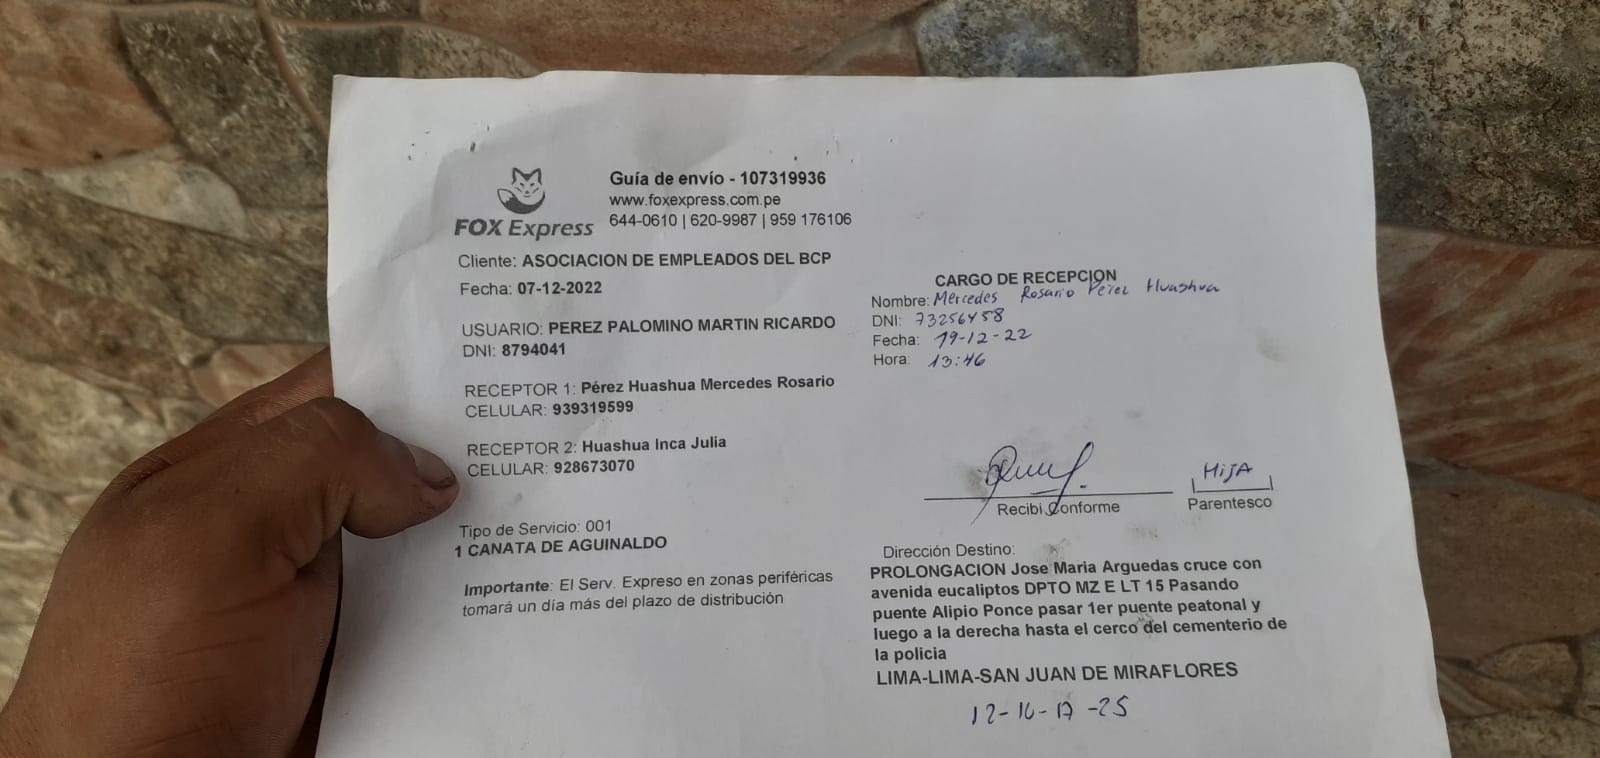 FOX Express
Guía de envío - 107319936
www.foxexpress.com.pe
644-0610 | 620-9987 | 959 176106
Cliente: ASOCIACION DE EMPLEADOS DEL BCP
Fecha: 07-12-2022
USUARIO: PEREZ PALOMINO MARTIN RICARDO
DNI: 8794041
RECEPTOR 1: Pérez Huashua Mercedes Rosario
CELULAR: 939319599
RECEPTOR 2: Huashua Inca Julia
CELULAR: 928673070
Tipo de Servicio: 001
1 CANATA DE AGUINALDO
Importante: El Serv. Expreso en zonas periféricas
tomará un día más del plazo de distribución
CARGO DE RECEPCION
Nombre: Mercedes Rosario Pérez Huashua
DNI: 73256458
Fecha: 19-12-22
Hora: 13:46
Recibi Conforme
HIJA
Parentesco
Dirección Destino:
PROLONGACION Jose Maria Arguedas cruce con
avenida eucaliptos DPTO MZ E LT 15 Pasando
puente Alipio Ponce pasar 1er puente peatonal y
luego a la derecha hasta el cerco del cementerio de
la policia
LIMA-LIMA-SAN JUAN DE MIRAFLORES